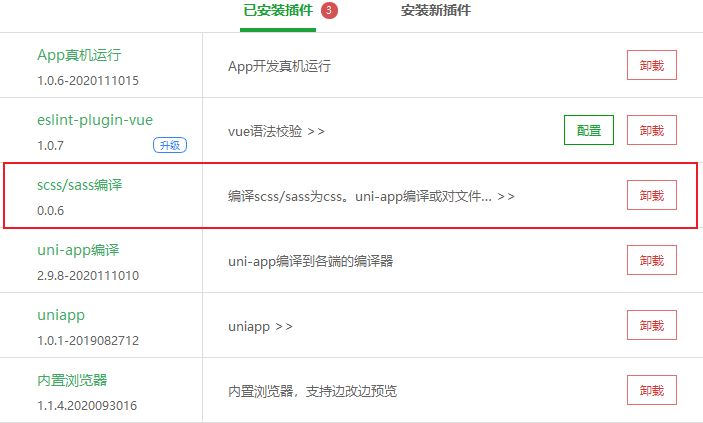 已安装插件 3 安装新插件
App真机运行
1.0.6-2020111015
App开发真机运行
卸载
eslint-plugin-vue
1.0.7 升级
vue语法校验 >>
配置 卸载
scss/sass编译
0.0.6
编译scss/sass为css。uni-app编译或对文件... >>
卸载
uni-app编译
2.9.8-2020111010
uni-app编译到各端的编译器
卸载
uniapp
1.0.1-2019082712
uniapp >>
卸载
内置浏览器
1.1.4.2020093016
内置浏览器，支持边改边预览
卸载